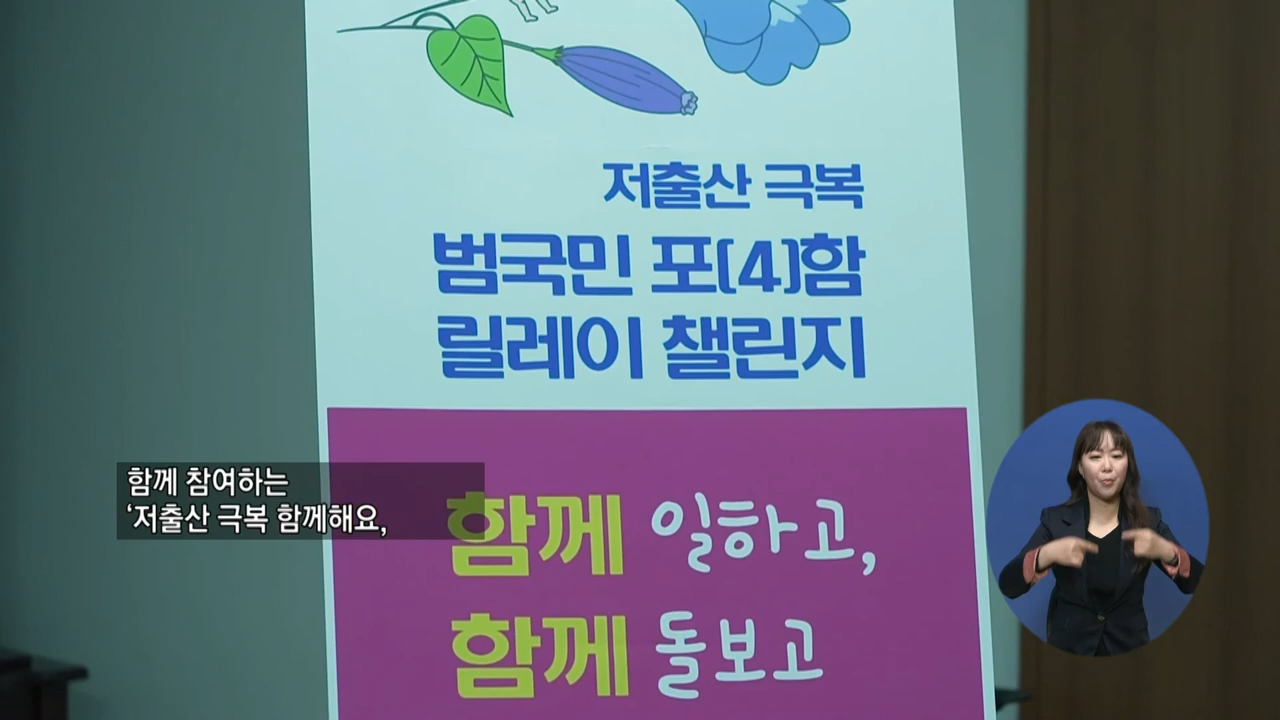 저출산 극복
범국민 포(4)함
릴레이 챌린지
함께 일하고,
함께 돌보고
함께 참여하는
‘저출산 극복 함께해요,